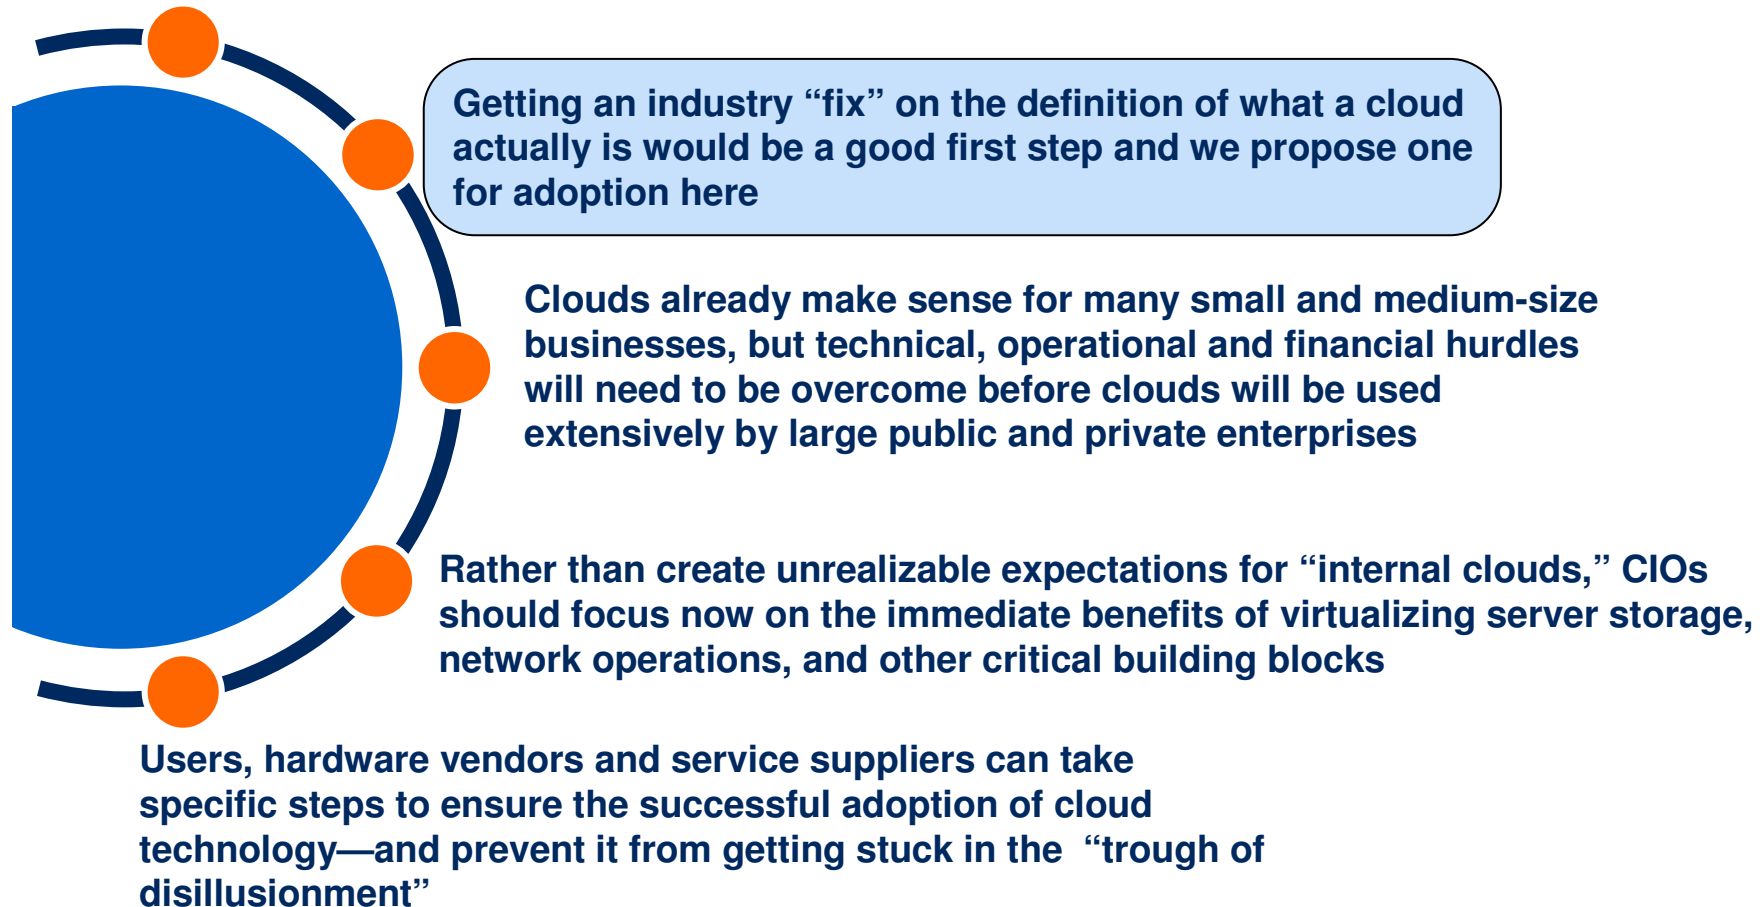 Getting an industry “fix” on the definition of what a cloud
actually is would be a good first step and we propose one
for adoption here
Clouds already make sense for many small and medium-size
businesses, but technical, operational and financial hurdles
will need to be overcome before clouds will be used
extensively by large public and private enterprises
Rather than create unrealizable expectations for “internal clouds,” CIOs
should focus now on the immediate benefits of virtualizing server storage,
network operations, and other critical building blocks
Users, hardware vendors and service suppliers can take
specific steps to ensure the successful adoption of cloud
technology—and prevent it from getting stuck in the “trough of
disillusionment”